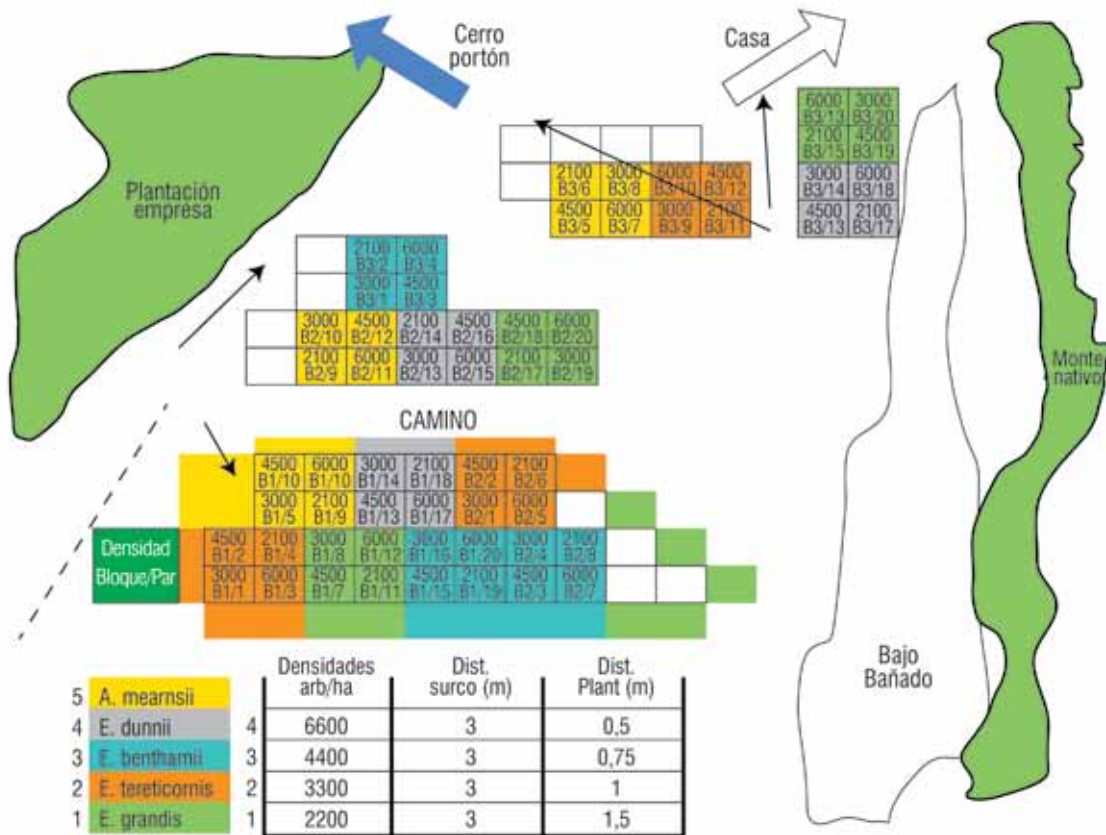 Cerro
portón
Casa
Plantación
empresa
6000 3000
B3/13 B3/20
2100 4500
B3/15 B3/19
3000 6000
B3/14 B3/18
4500 2100
B3/13 B3/17
2100 3000 6000 4500
B3/6 B3/8 B3/10 B3/12
4500 6000 3000 2100
B3/5 B3/7 B3/9 B3/11
2100 6000
B3/2 B3/4
3000 4500
B3/1 B3/3
3000 4500 2100 4500 4500 6000
B2/10 B2/12 B2/14 B2/16 B2/18 B2/20
2100 6000 3000 6000 2100 3000
B2/9 B2/11 B2/13 B2/15 B2/17 B2/19
Monte
nativo
CAMINO
4500 6000 3000 2100 4500 2100
B1/10 B1/10 B1/14 B1/18 B2/2 B2/6
3000 2100 4500 6000 3000 6000
B1/5 B1/9 B1/13 B1/17 B2/1 B2/5
Densidad
Bloque/Par
4500 2100 3000 6000 3000 6000 3000 2100
B1/2 B1/4 B1/8 B1/12 B1/16 B1/20 B2/4 B2/8
3000 6000 4500 2100 4500 2100 4500 6000
B1/1 B1/3 B1/7 B1/11 B1/15 B1/19 B2/3 B2/7
Bajo
Bañado
Densidades Dist. Dist.
arb/ha surco (m) Plant (m)
5 A. mearnsii
4 E. dunnii 4 6600 3 0,5
3 E. benthamii 3 4400 3 0,75
2 E. tereticornis 2 3300 3 1
1 E. grandis 1 2200 3 1,5